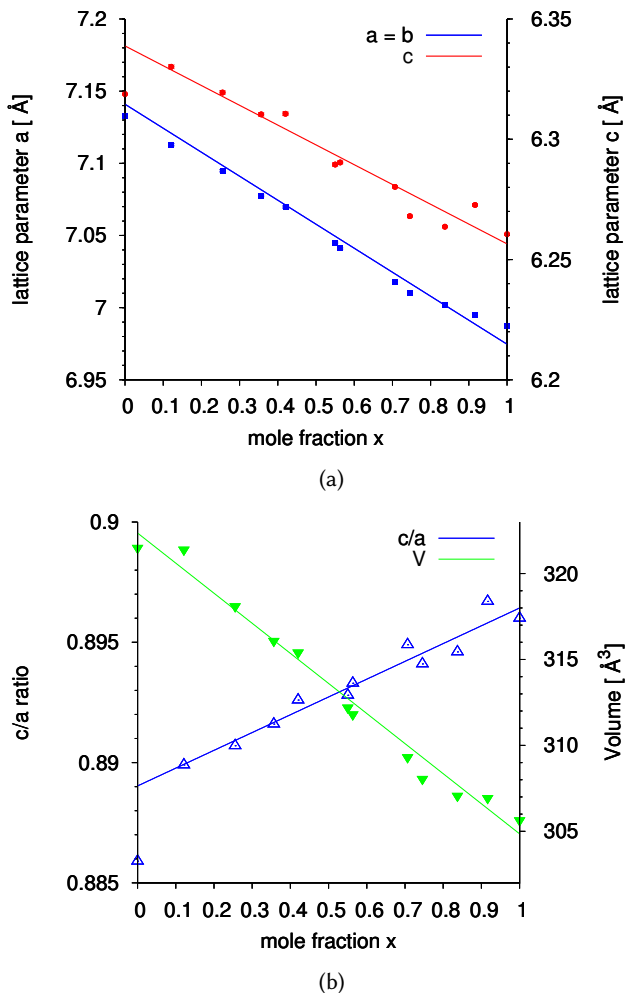 a = b
c
7.2
7.15
7.1
7.05
7
6.95
lattice parameter a [ Å]
6.35
6.3
6.25
6.2
lattice parameter c [ Å]
0 0.1 0.2 0.3 0.4 0.5 0.6 0.7 0.8 0.9 1
mole fraction x
(a)
c/a
V
0.9
0.895
0.89
0.885
c/a ratio
320
315
310
305
Volume [ Å³]
0 0.1 0.2 0.3 0.4 0.5 0.6 0.7 0.8 0.9 1
mole fraction x
(b)